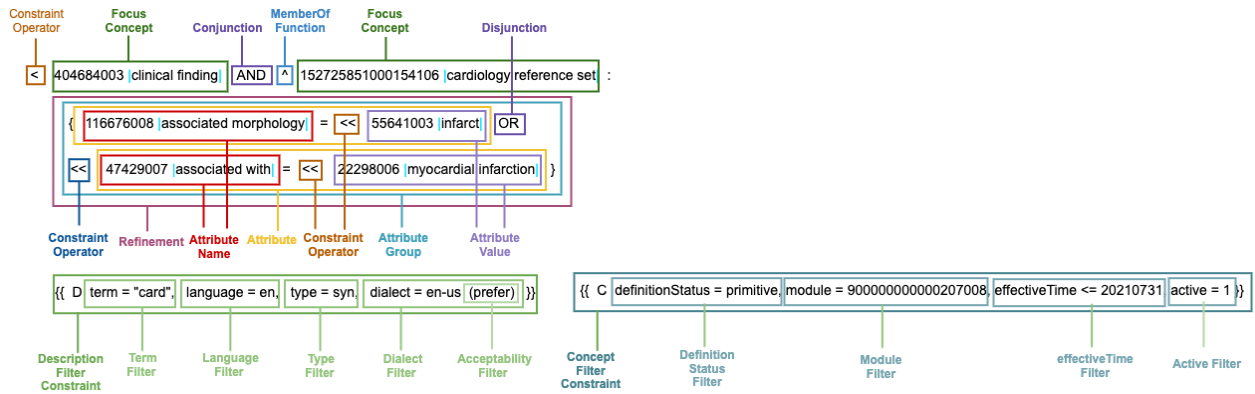 Constraint Operator
Focus Concept
Conjunction
MemberOf Function
Focus Concept
Disjunction
< 404684003 |clinical finding| AND ^ 152725851000154106 |cardiology reference set| :
{ 116676008 |associated morphology| = << 55641003 |infarct| OR
<< 47429007 |associated with| = << 22298006 |myocardial infarction| }
Constraint Operator
Refinement
Attribute Name
Attribute
Constraint Operator
Attribute Group
Attribute Value
{{ D term = "card", language = en, type = syn, dialect = en-us (prefer) }}
{{ C definitionStatus = primitive, module = 900000000000207008, effectiveTime <= 20210731, active = 1 }}
Description Filter Constraint
Term Filter
Language Filter
Type Filter
Dialect Filter
Acceptability Filter
Concept Filter Constraint
Definition Status Filter
Module Filter
effectiveTime Filter
Active Filter